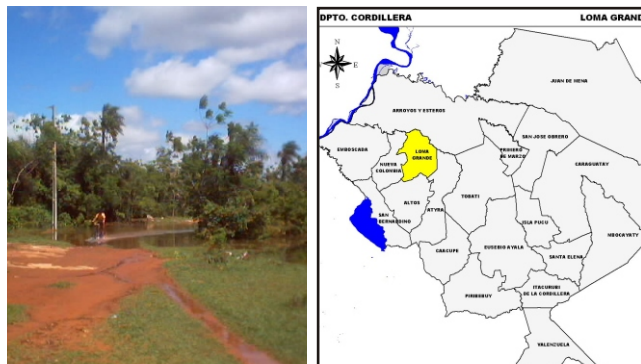 DPTO. CORDILLERA
LOMA GRAND
N
E
S
JUAN DE MENA
ARROYOS Y ESTEROS
SAN JOSE OBRERO
EMBOSCADA
LOMA
GRANDE
PRIMERO
DE MARZO
CARAGUATAY
NUEVA
COLOMBIA
TOBATI
ALTOS
ATYRA
SAN
BERNARDINO
ISLA PUCU
MBOCAYATY
CAACUPE
EUSEBIO AYALA
SANTA ELENA
ITACURUBI
DE LA CORDILLERA
PIRIBEBUY
VALENZUELA